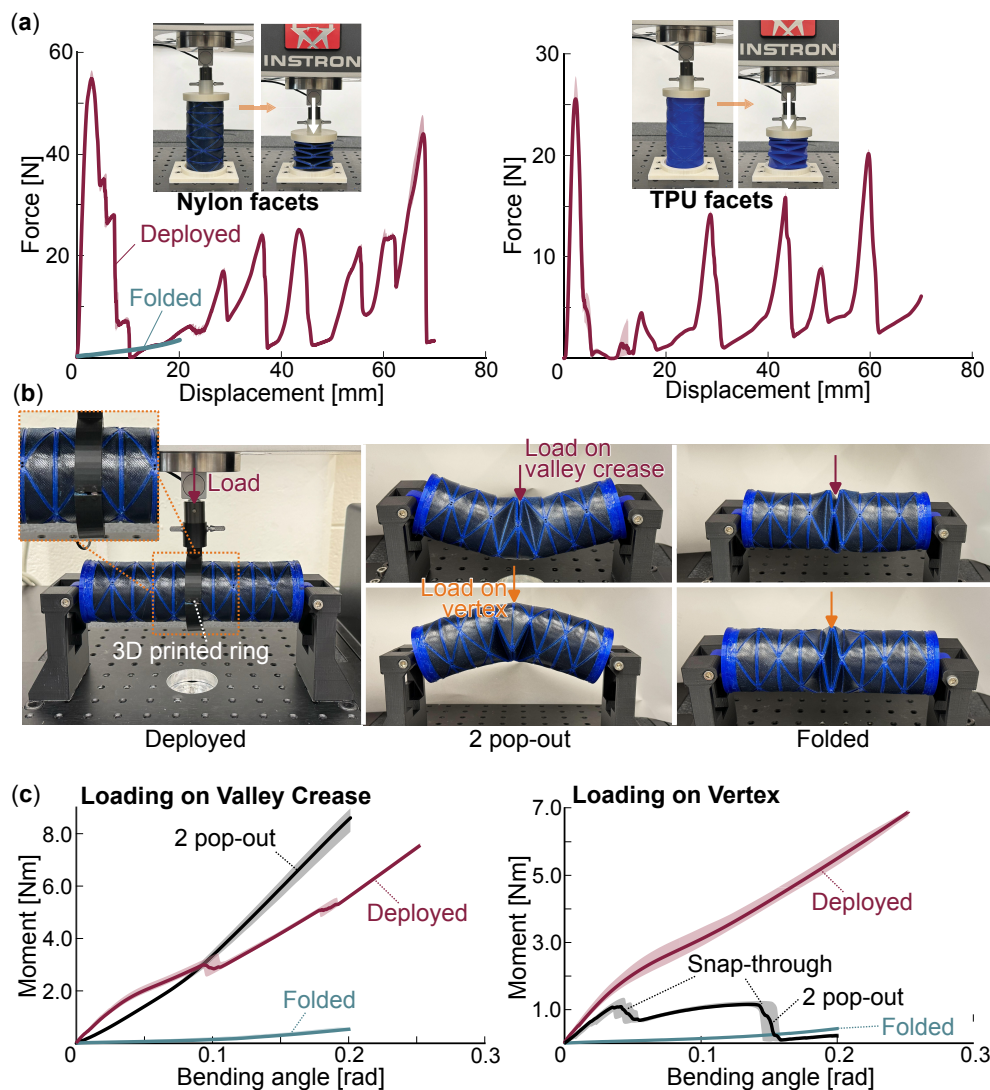 (a)
60
40
20
0
20
40
60
80
Force [N]
Displacement [mm]
INSTRON
Nylon facets
Deployed
Folded
30
20
10
0
20
40
60
80
Force [N]
Displacement [mm]
INSTRON
TPU facets
(b)
Load
3D printed ring
Deployed
Load on
valley crease
Load on
vertex
2 pop-out
Folded
(c)
Loading on Valley Crease
8.0
6.0
4.0
2.0
0
0.1
0.2
0.3
Moment [Nm]
Bending angle [rad]
2 pop-out
Deployed
Folded
Loading on Vertex
7.0
5.0
3.0
1.0
0
0.1
0.2
0.3
Moment [Nm]
Bending angle [rad]
Deployed
Snap-through
2 pop-out
Folded